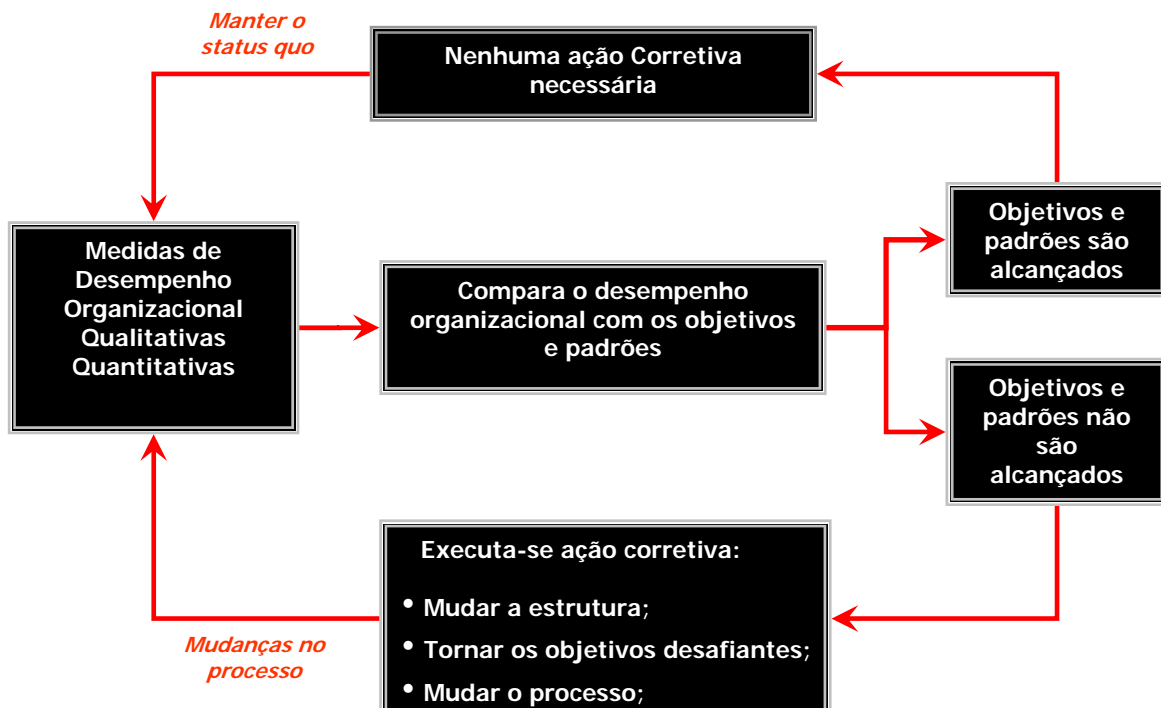 Manter o
status quo
Nenhuma ação Corretiva
necessária
Objetivos e
padrões são
alcançados
Medidas de
Desempenho
Organizacional
Qualitativas
Quantitativas
Compara o desempenho
organizacional com os objetivos
e padrões
Objetivos e
padrões não
são
alcançados
Executa-se ação corretiva:
• Mudar a estrutura;
• Tornar os objetivos desafiantes;
• Mudar o processo;
Mudanças no
processo